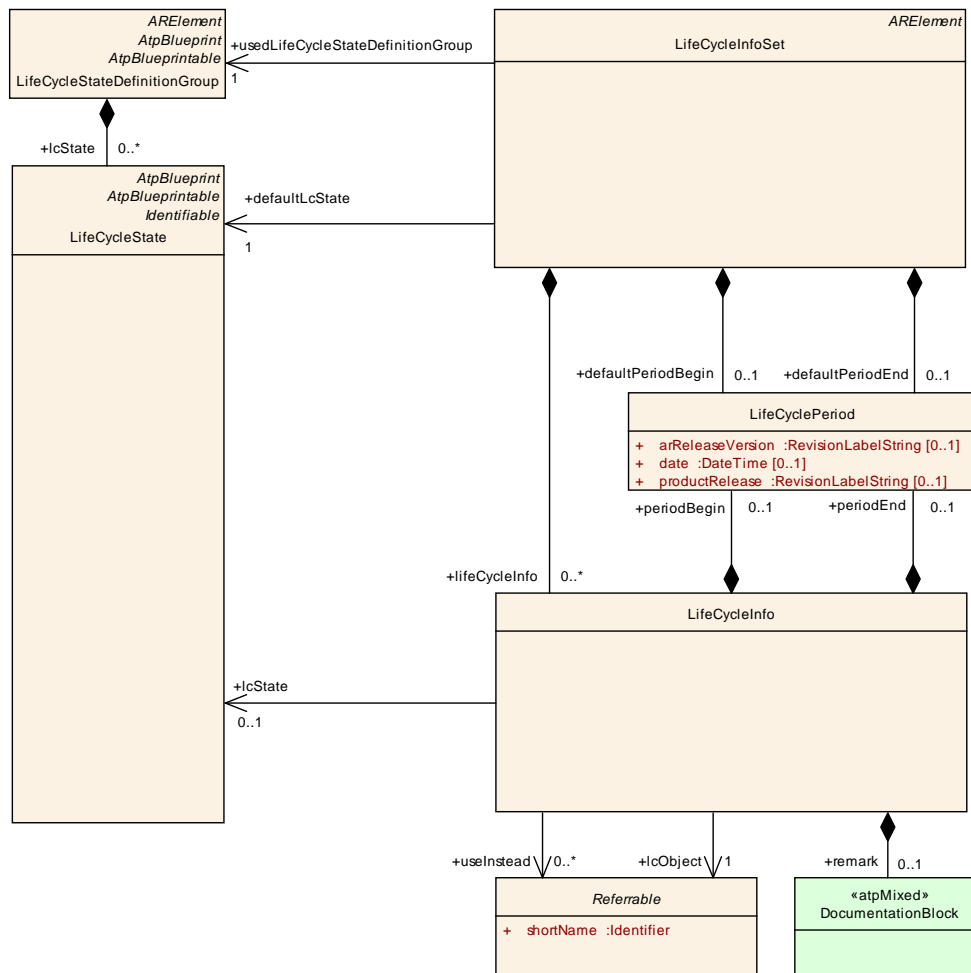 ARElement
AtpBlueprint
AtpBlueprintable
LifeCycleStateDefinitionGroup
+usedLifeCycleStateDefinitionGroup
1
ARElement
LifeCycleInfoSet
+lcState 0..*
AtpBlueprint
AtpBlueprintable
Identifiable
LifeCycleState
+defaultLcState
1
+defaultPeriodBegin 0..1
+defaultPeriodEnd 0..1
LifeCyclePeriod
+ arReleaseVersion :RevisionLabelString [0..1]
+ date :DateTime [0..1]
+ productRelease :RevisionLabelString [0..1]
+periodBegin 0..1
+periodEnd 0..1
+lifeCycleInfo 0..*
LifeCycleInfo
+lcState
0..1
+useInstead 0..*
+lcObject 1
+remark 0..1
Referrable
+ shortName :Identifier
«atpMixed»
DocumentationBlock